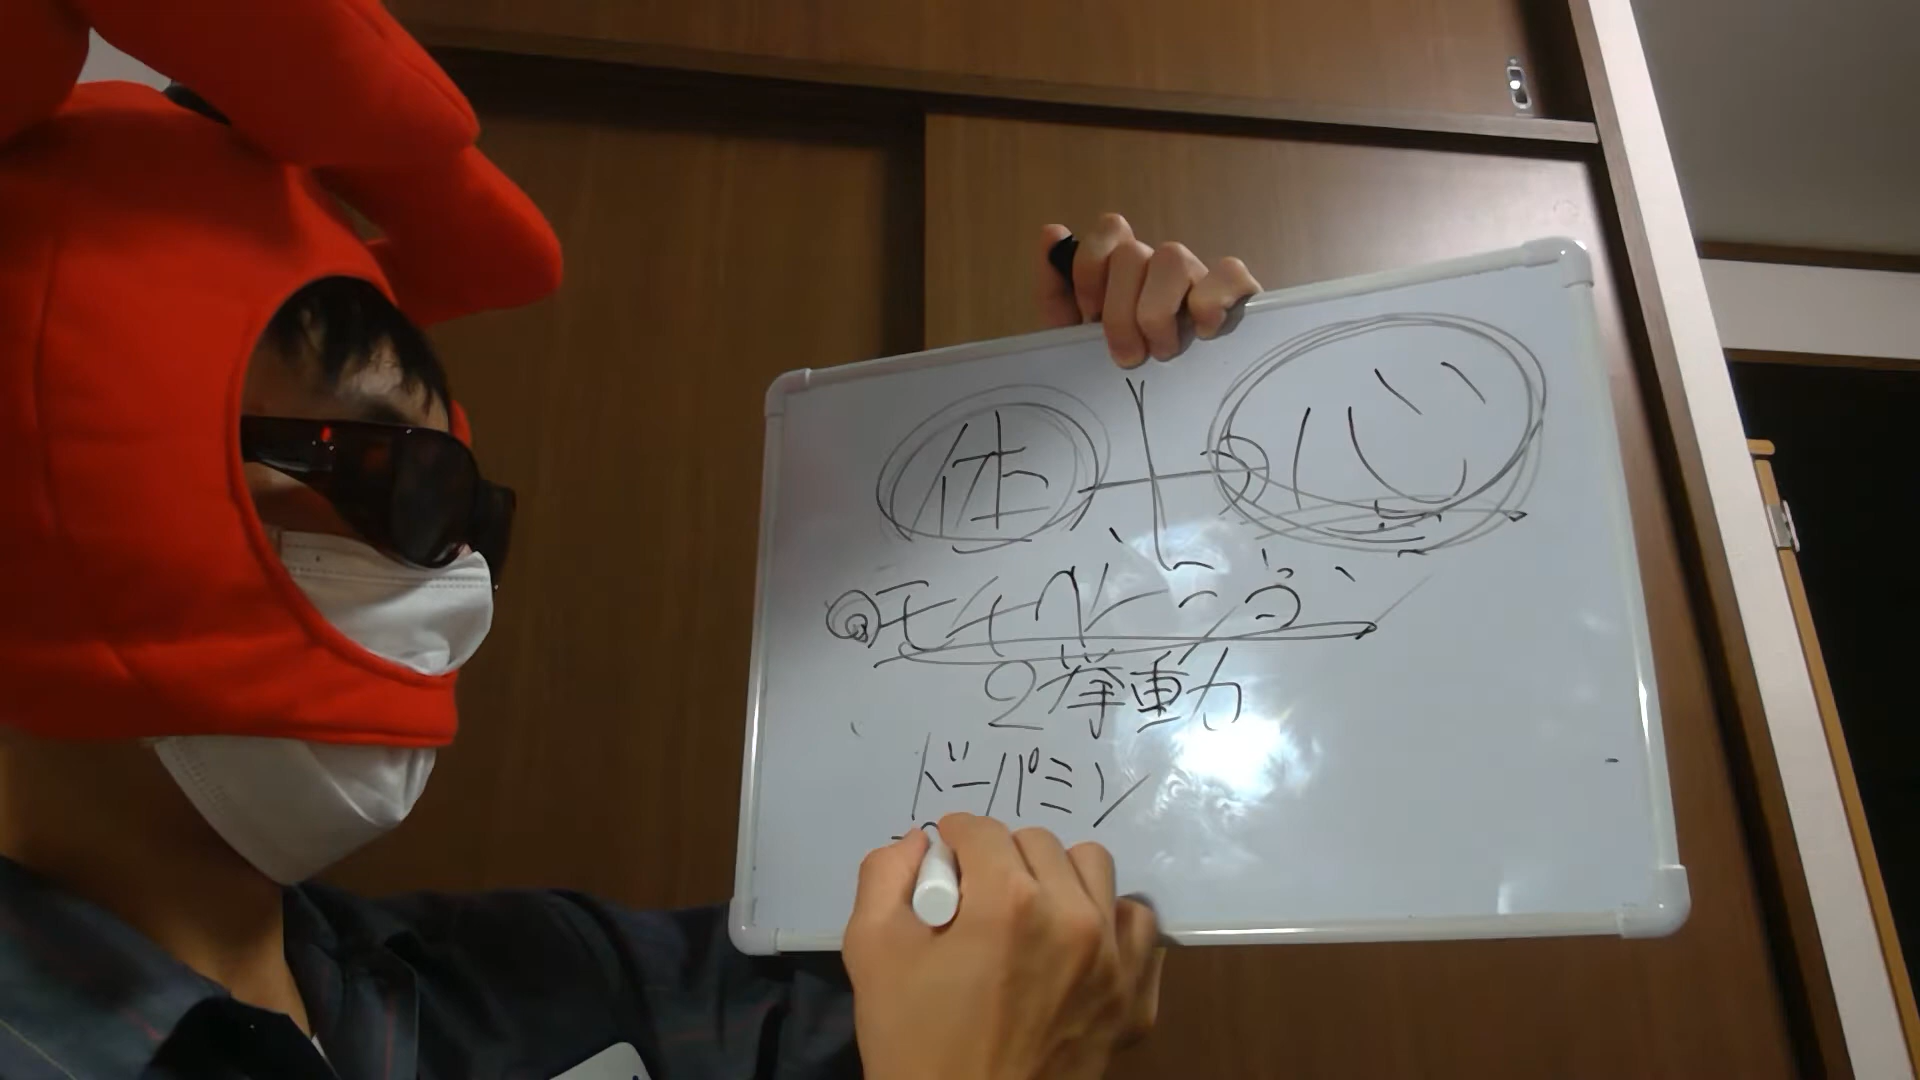 体 + 心
モチベーション
2挙動
ドーパミン